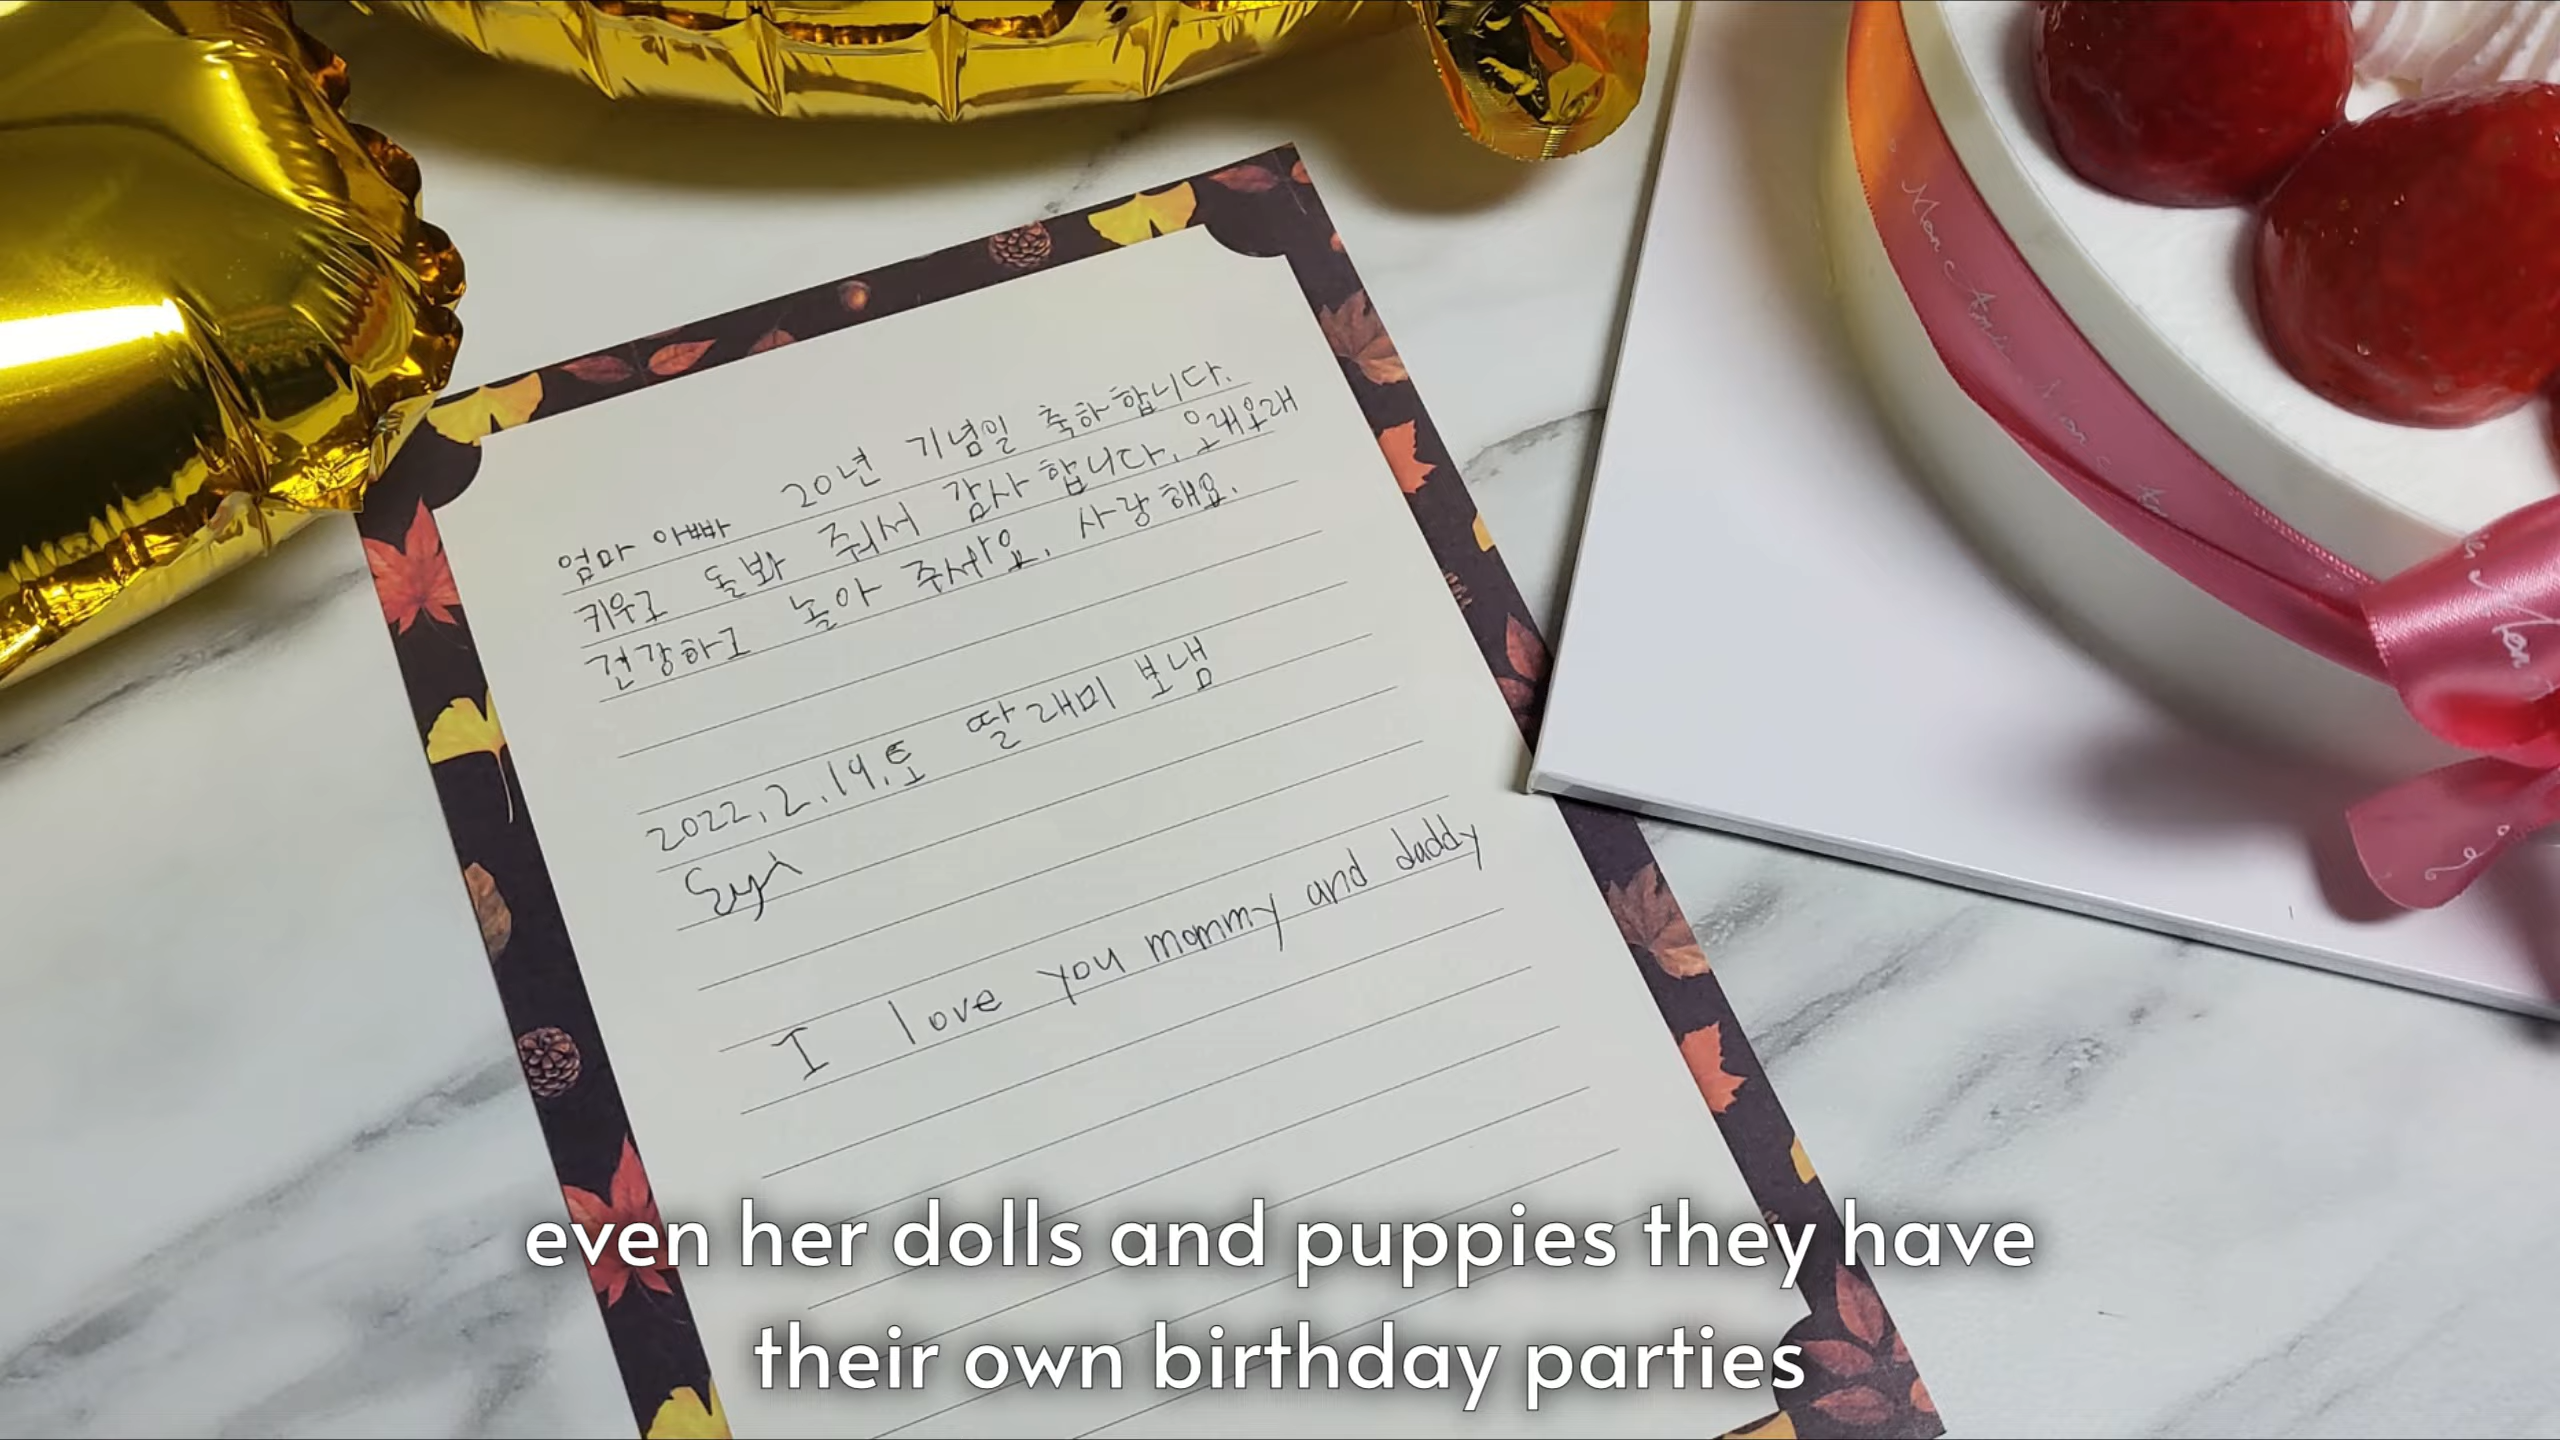 엄마 아빠 20년 기념일 축하합니다.
키우고 돌봐 줘서 감사합니다. 오래오래
건강하고 놀아 주세요. 사랑해요.
2022. 2. 19. 토 딸래미 보냄
I love you mommy and daddy
Mon Ami
even her dolls and puppies they have
their own birthday parties